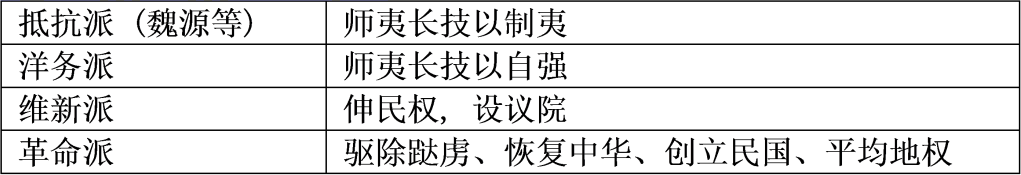 抵抗派（魏源等） 师夷长技以制夷
洋务派 师夷长技以自强
维新派 伸民权，设议院
革命派 驱除跶虏、恢复中华、创立民国、平均地权